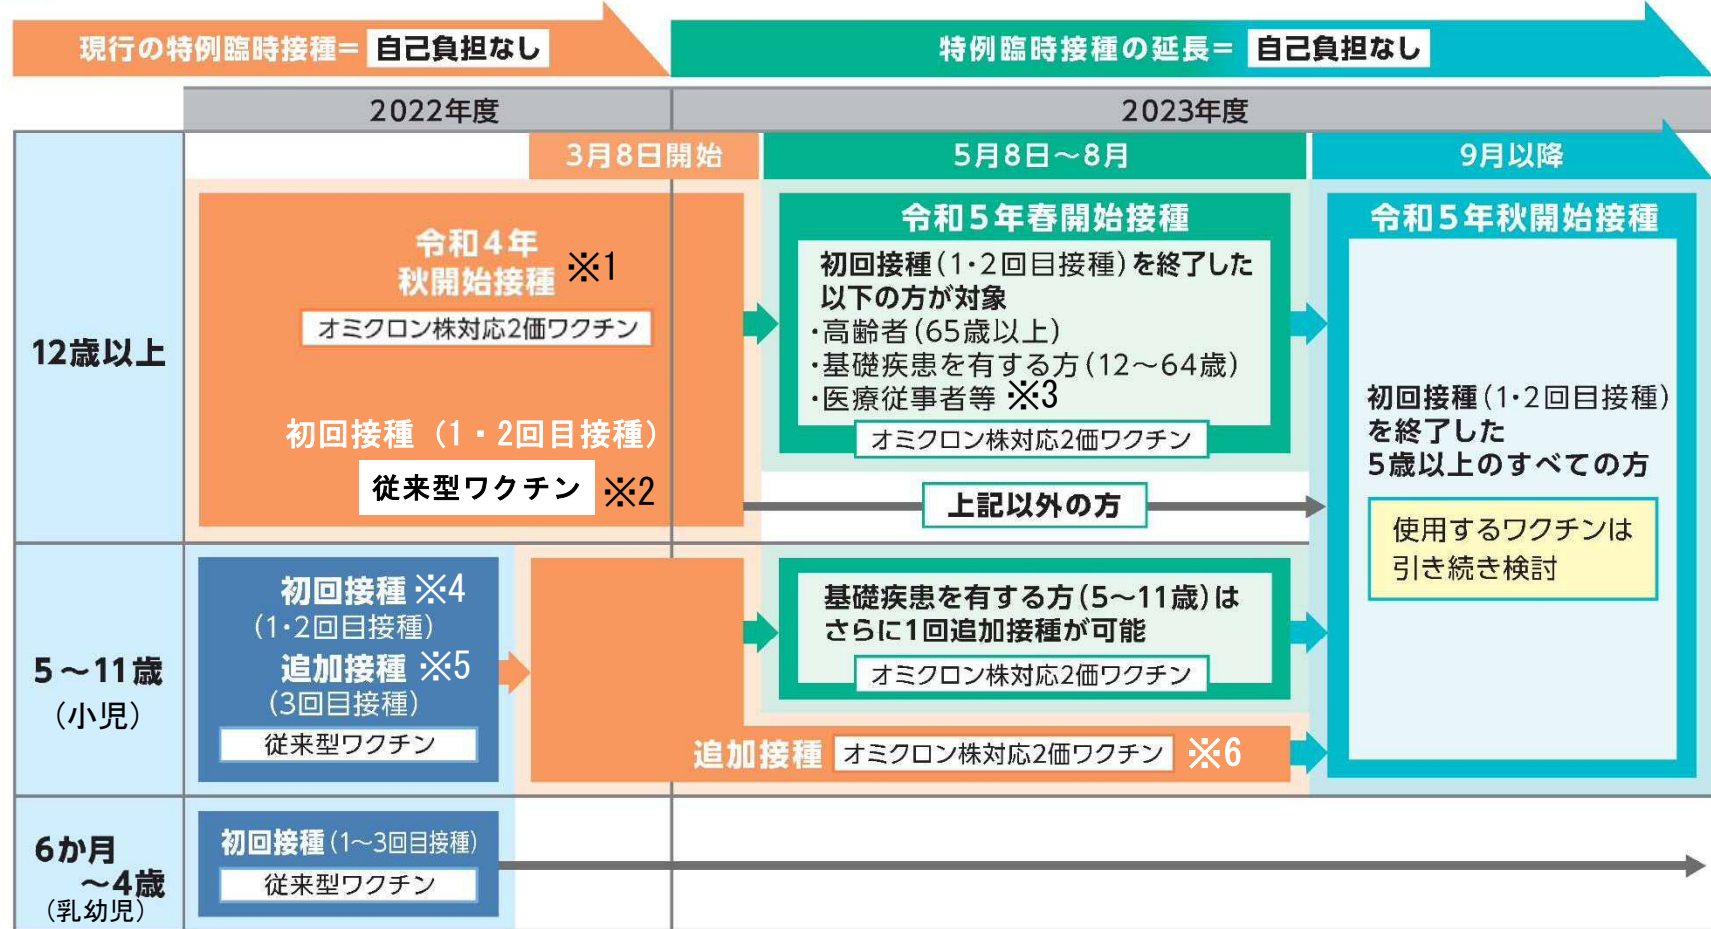 現行の特例臨時接種= 自己負担なし
特例臨時接種の延長= 自己負担なし
2022年度
2023年度
3月8日開始
5月8日～8月
9月以降
12歳以上
令和4年
秋開始接種 ※1
オミクロン株対応2価ワクチン
初回接種（1・2回目接種）
従来型ワクチン ※2
令和5年春開始接種
初回接種(1・2回目接種)を終了した
以下の方が対象
・高齢者(65歳以上)
・基礎疾患を有する方(12～64歳)
・医療従事者等 ※3
オミクロン株対応2価ワクチン
上記以外の方
令和5年秋開始接種
初回接種(1・2回目接種)
を終了した
5歳以上のすべての方
使用するワクチンは
引き続き検討
5～11歳
（小児）
初回接種 ※4
(1・2回目接種)
追加接種 ※5
(3回目接種)
従来型ワクチン
基礎疾患を有する方(5～11歳)は
さらに1回追加接種が可能
オミクロン株対応2価ワクチン
追加接種 オミクロン株対応2価ワクチン ※6
6か月
～4歳
（乳幼児）
初回接種(1～3回目接種)
従来型ワクチン